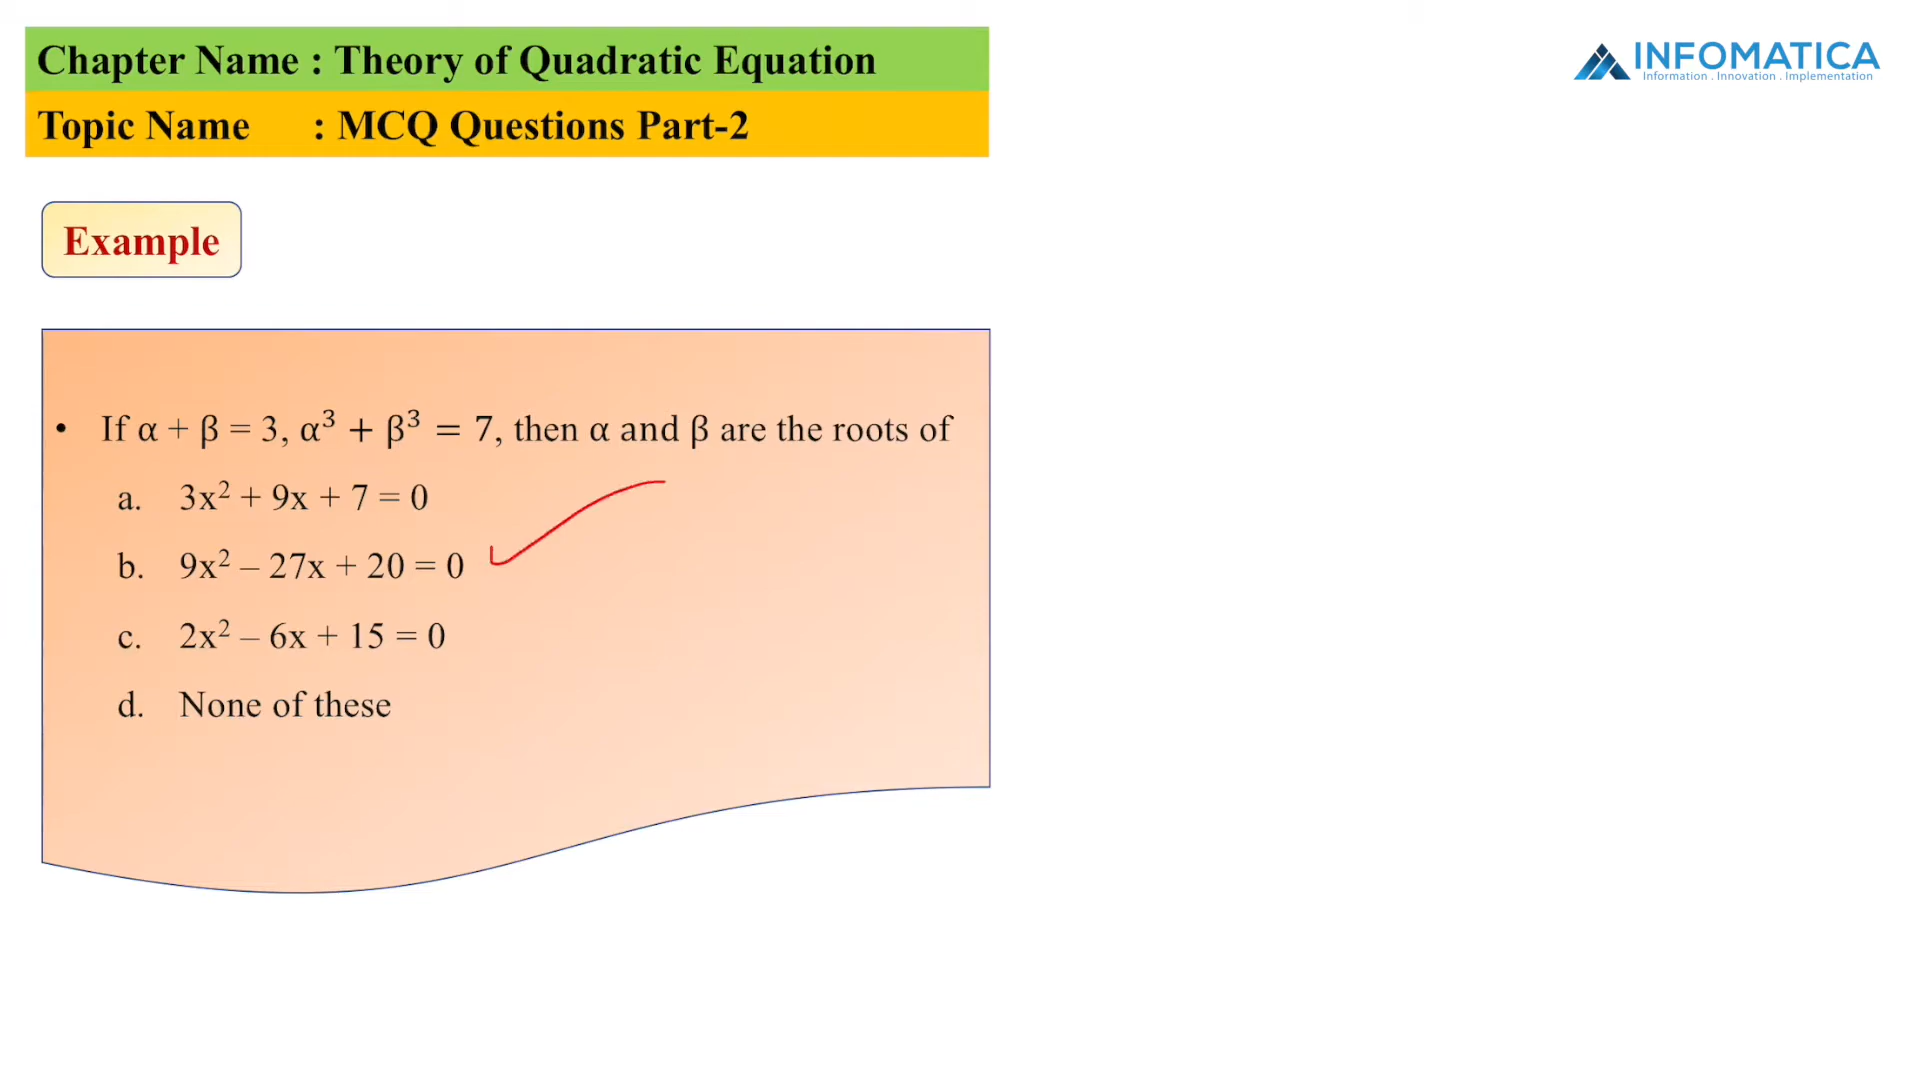 Chapter Name : Theory of Quadratic Equation
INFOMATICA
Information . Innovation . Implementation
Topic Name : MCQ Questions Part-2
Example
• If α + β = 3, α³ + β³ = 7, then α and β are the roots of
a. 3x² + 9x + 7 = 0
b. 9x² – 27x + 20 = 0
c. 2x² – 6x + 15 = 0
d. None of these